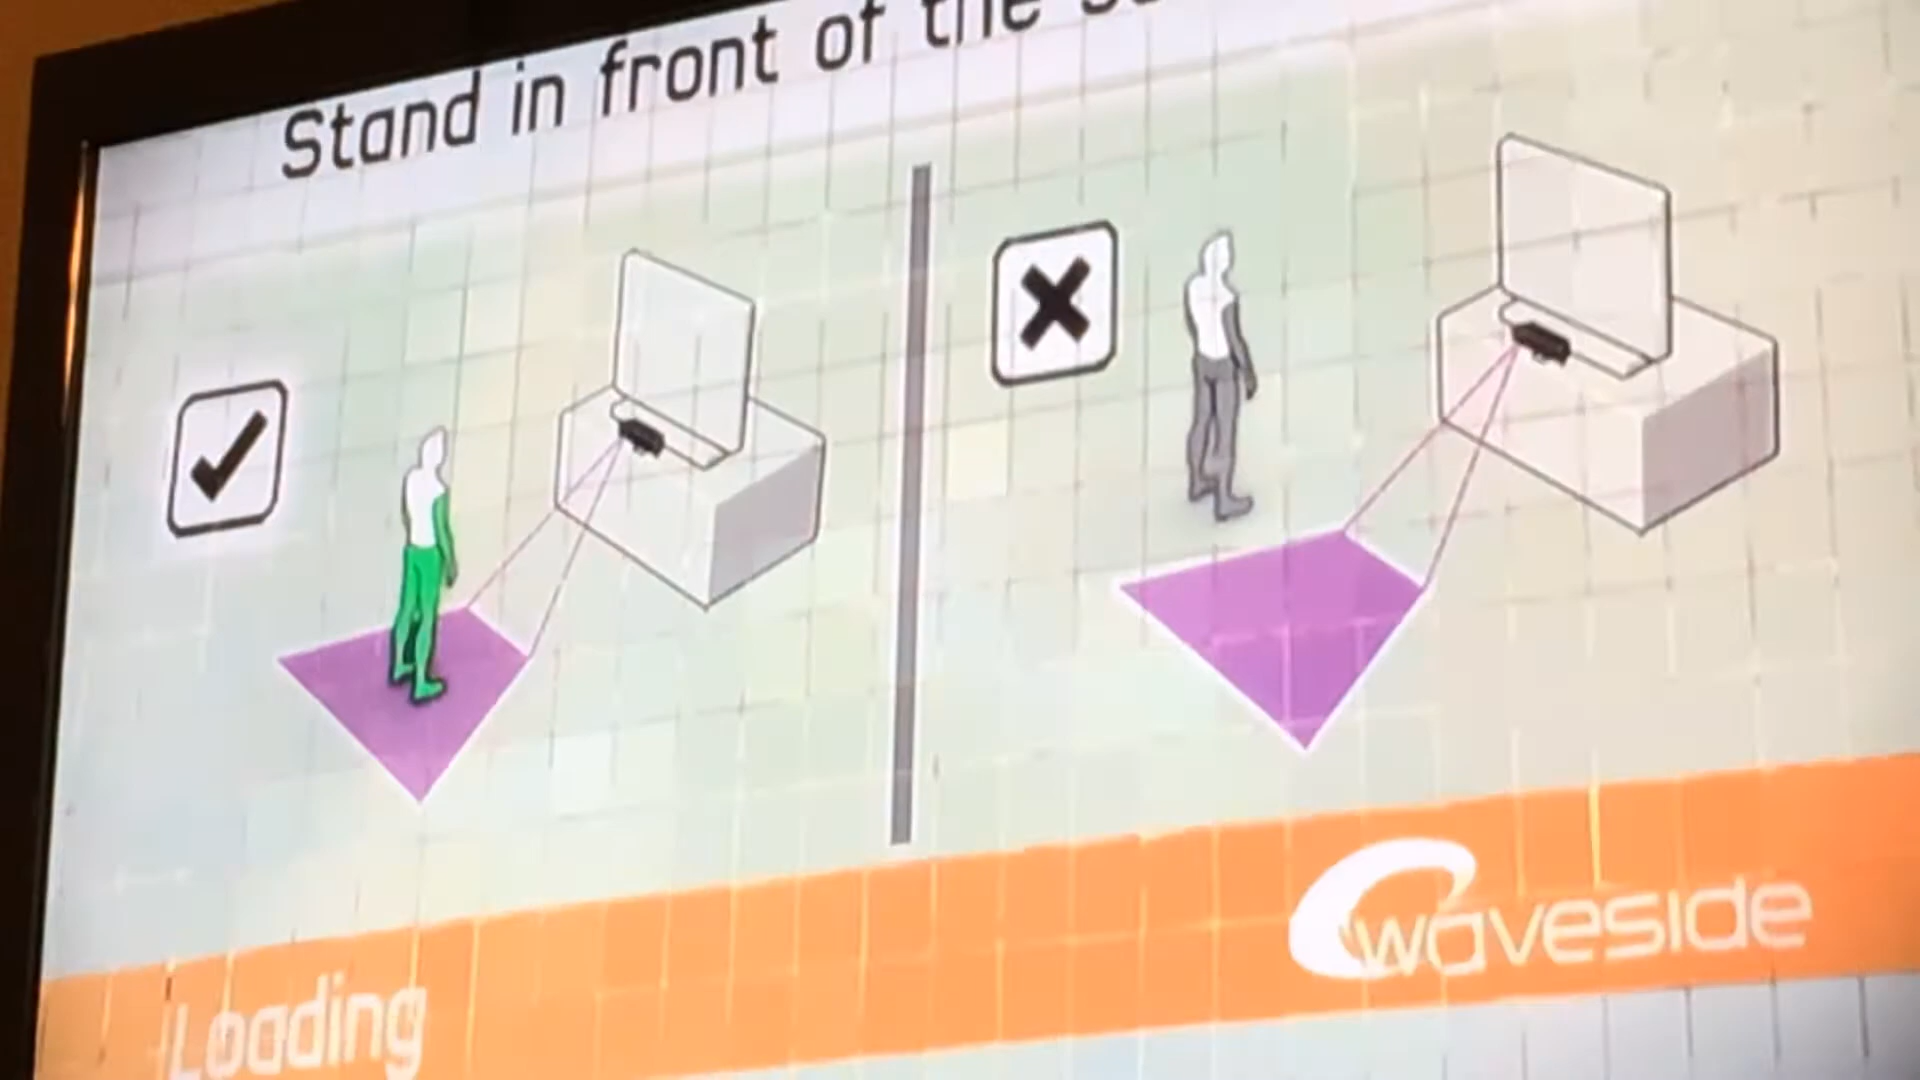 Stand in front of the
Loading
waveside